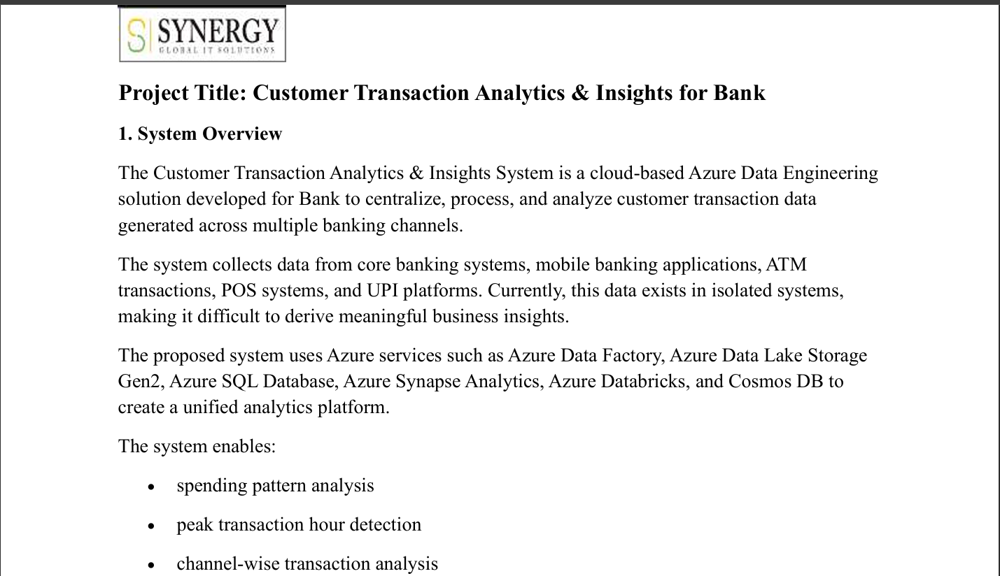 SYNERGY
GLOBAL IT SOLUTIONS
Project Title: Customer Transaction Analytics & Insights for Bank
1. System Overview
The Customer Transaction Analytics & Insights System is a cloud-based Azure Data Engineering
solution developed for Bank to centralize, process, and analyze customer transaction data
generated across multiple banking channels.
The system collects data from core banking systems, mobile banking applications, ATM
transactions, POS systems, and UPI platforms. Currently, this data exists in isolated systems,
making it difficult to derive meaningful business insights.
The proposed system uses Azure services such as Azure Data Factory, Azure Data Lake Storage
Gen2, Azure SQL Database, Azure Synapse Analytics, Azure Databricks, and Cosmos DB to
create a unified analytics platform.
The system enables:
• spending pattern analysis
• peak transaction hour detection
• channel-wise transaction analysis